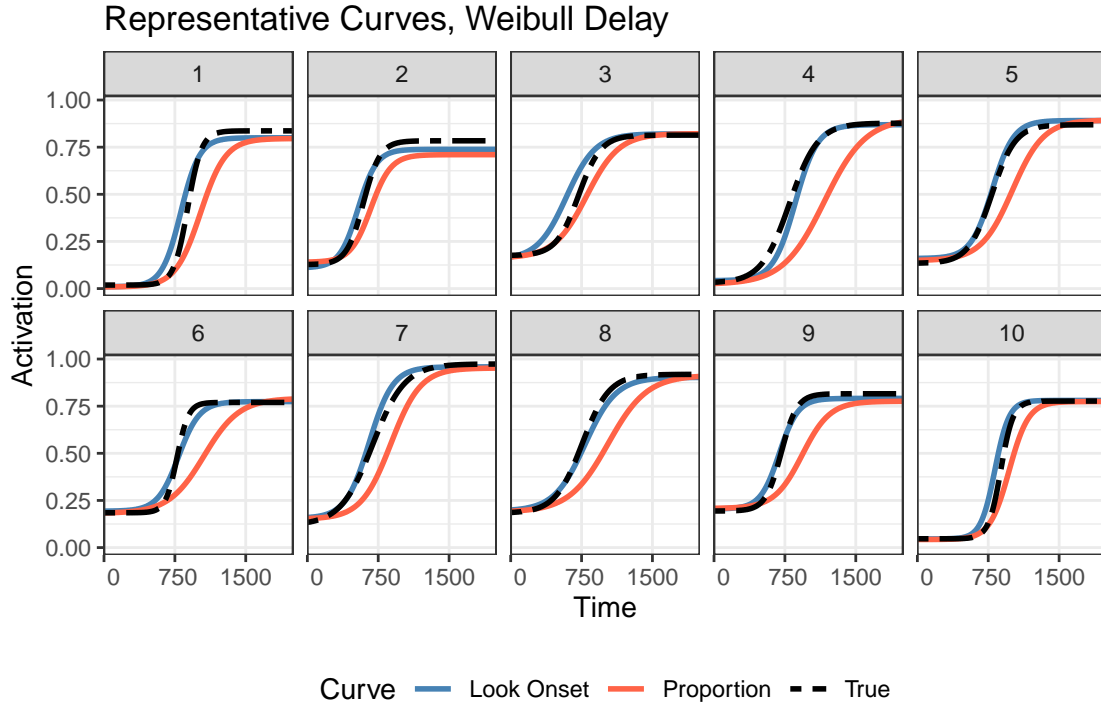 Representative Curves, Weibull Delay
1 2 3 4 5
1.00
0.75
0.50
0.25
0.00
6 7 8 9 10
1.00
0.75
0.50
0.25
0.00
Activation
0 750 1500 0 750 1500 0 750 1500 0 750 1500 0 750 1500
Time
Curve Look Onset Proportion True